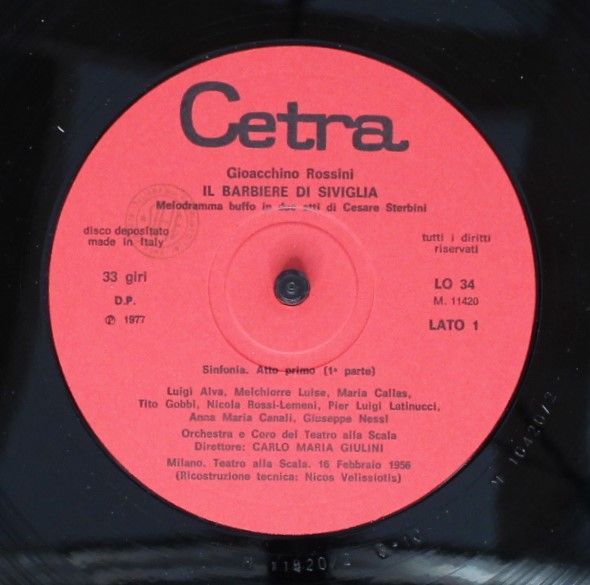 Cetra
Gioacchino Rossini
IL BARBIERE DI SIVIGLIA
Melodramma buffo in due atti di Cesare Sterbini
disco depositato
made in Italy
tutti i diritti
riservati
33 giri
D.P.
℗ 1977
LO 34
M. 11420
LATO 1
Sinfonia. Atto primo (1ª parte)
Luigi Alva, Melchiorre Luise, Maria Callas,
Tito Gobbi, Nicola Rossi-Lemeni, Pier Luigi Latinucci,
Anna Maria Canali, Giuseppe Nessi
Orchestra e Coro del Teatro alla Scala
Direttore: CARLO MARIA GIULINI
Milano. Teatro alla Scala. 16 Febbraio 1956
(Ricostruzione tecnica: Nicos Velissiotis)